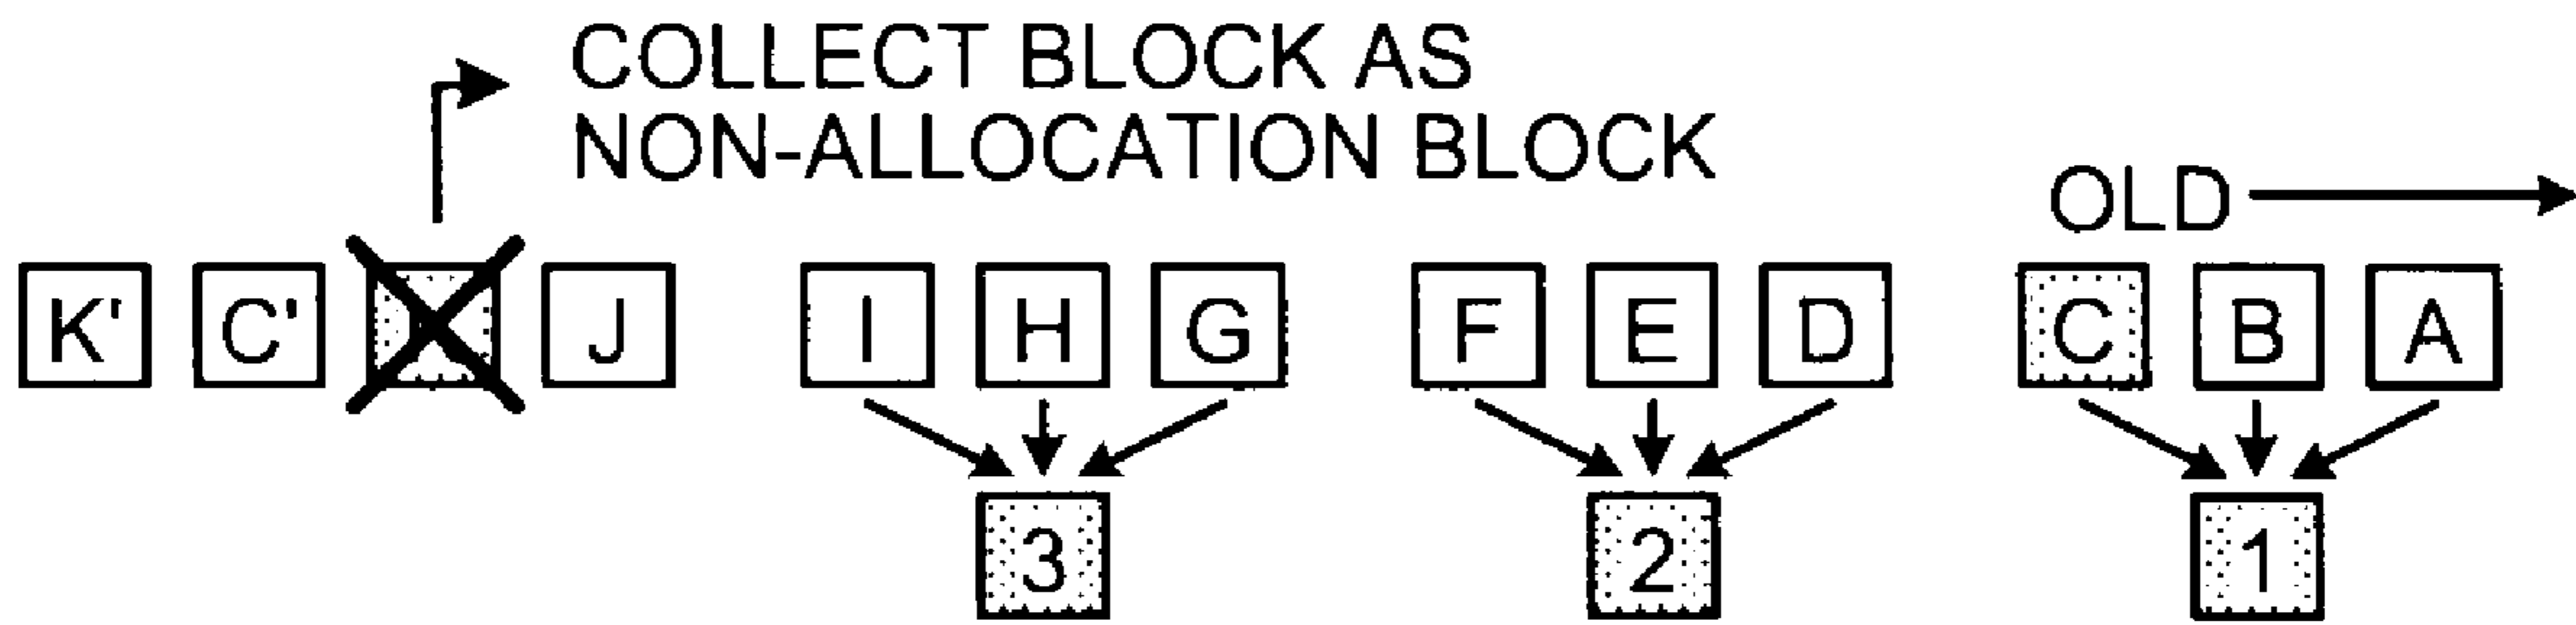 COLLECT BLOCK AS
NON-ALLOCATION BLOCK
OLD
K' C' J I H G F E D C B A
3 2 1